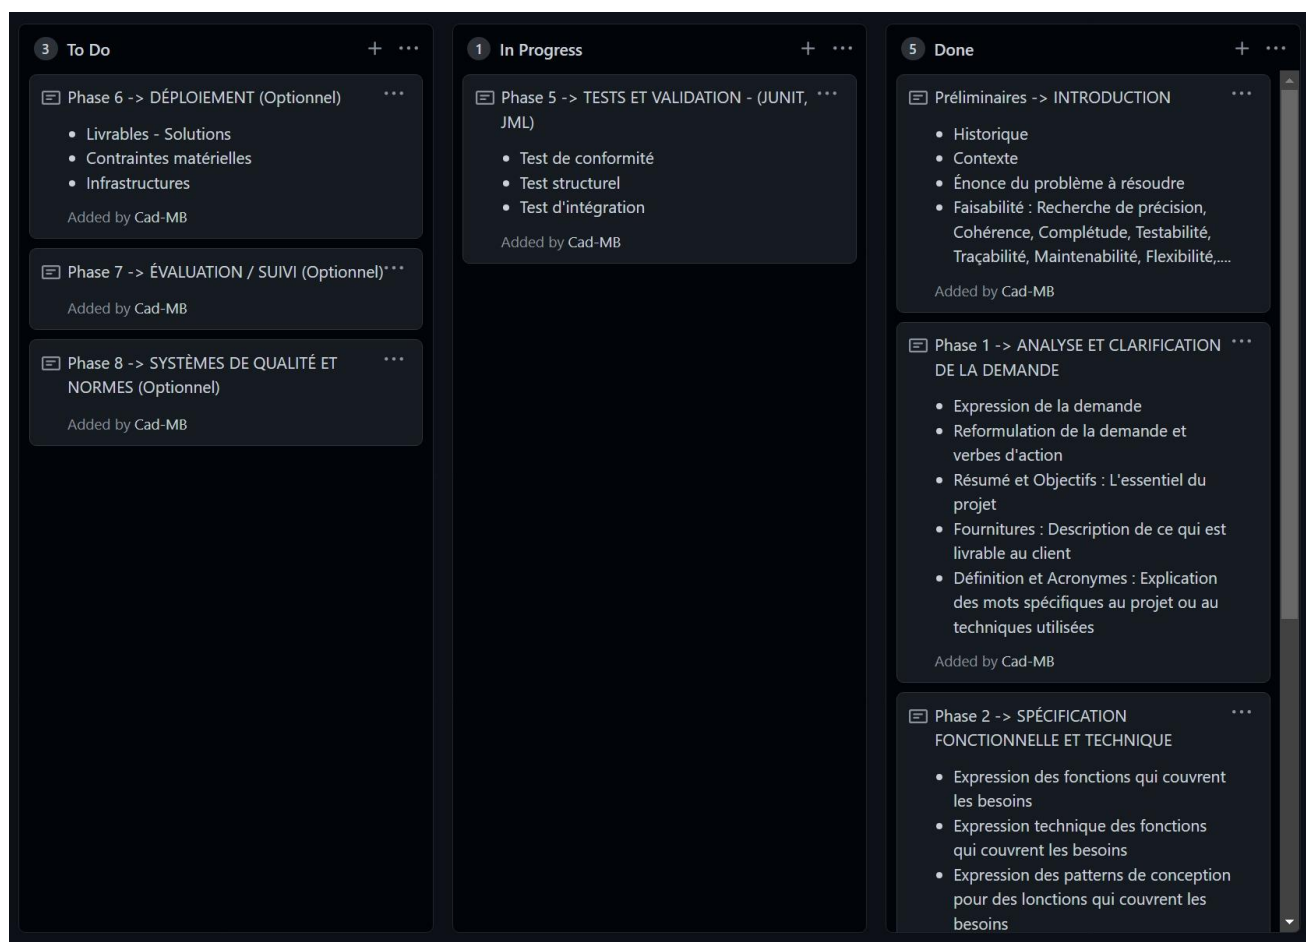 3 To Do
Phase 6 -> DÉPLOIEMENT (Optionnel)
Livrables - Solutions
Contraintes matérielles
Infrastructures
Added by Cad-MB
Phase 7 -> ÉVALUATION / SUIVI (Optionnel)
Added by Cad-MB
Phase 8 -> SYSTÈMES DE QUALITÉ ET
NORMES (Optionnel)
Added by Cad-MB
1 In Progress
Phase 5 -> TESTS ET VALIDATION - (JUNIT,
JML)
Test de conformité
Test structurel
Test d'intégration
Added by Cad-MB
5 Done
Préliminaires -> INTRODUCTION
Historique
Contexte
Énonce du problème à résoudre
Faisabilité : Recherche de précision,
Cohérence, Complétude, Testabilité,
Traçabilité, Maintenabilité, Flexibilité,....
Added by Cad-MB
Phase 1 -> ANALYSE ET CLARIFICATION
DE LA DEMANDE
Expression de la demande
Reformulation de la demande et
verbes d'action
Résumé et Objectifs : L'essentiel du
projet
Fournitures : Description de ce qui est
livrable au client
Définition et Acronymes : Explication
des mots spécifiques au projet ou au
techniques utilisées
Added by Cad-MB
Phase 2 -> SPÉCIFICATION
FONCTIONNELLE ET TECHNIQUE
Expression des fonctions qui couvrent
les besoins
Expression technique des fonctions
qui couvrent les besoins
Expression des patterns de conception
pour des lonctions qui couvrent les
besoins